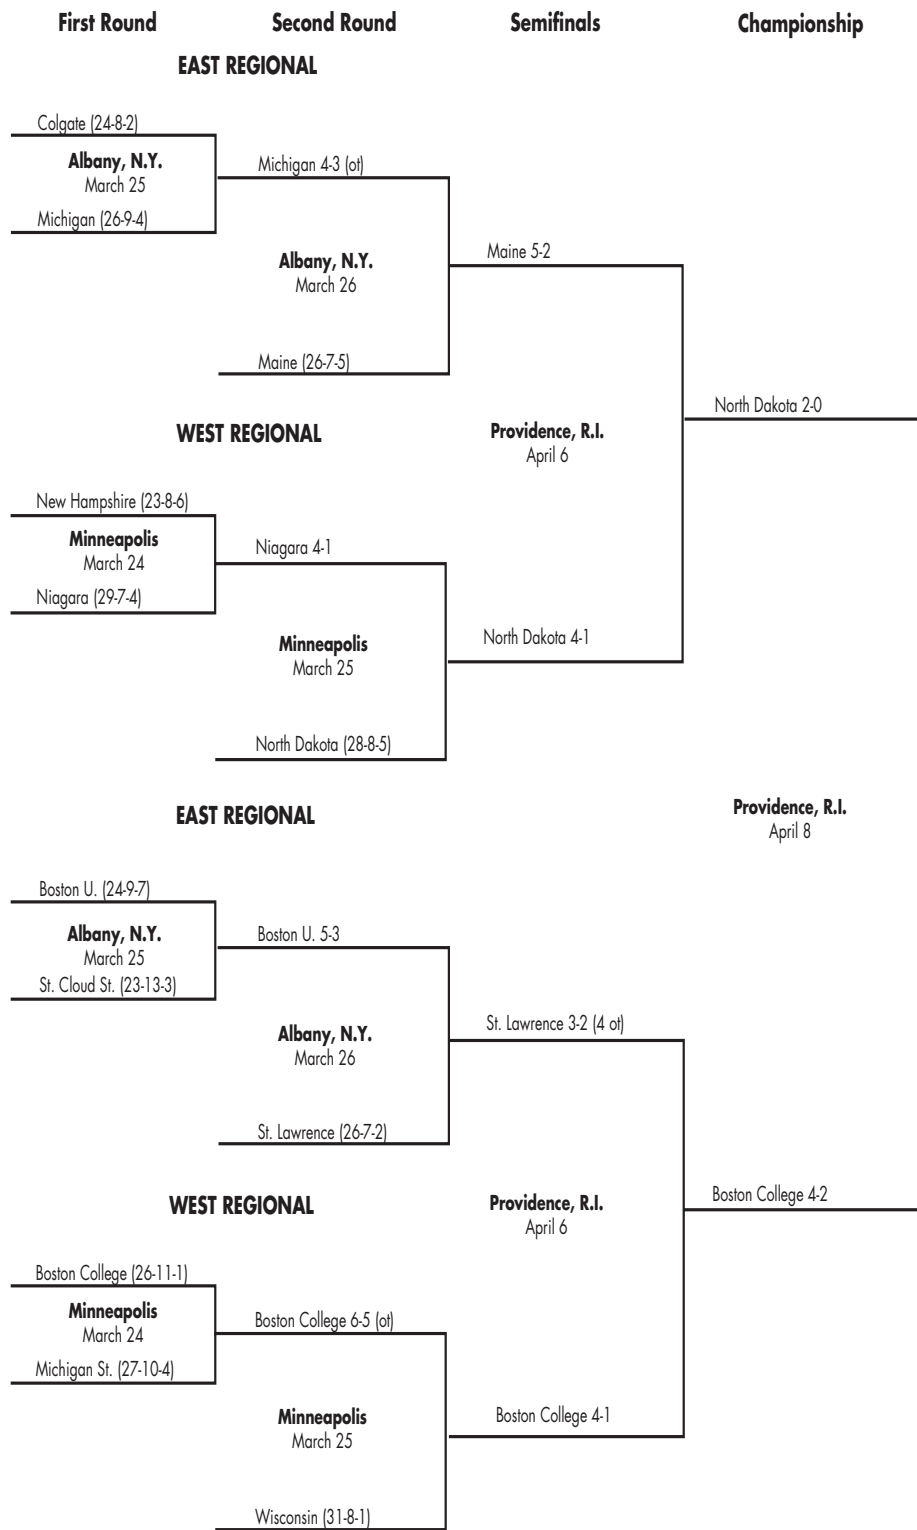 First Round Second Round Semifinals Championship
EAST REGIONAL
Colgate (24-8-2)
Albany, N.Y.
March 25
Michigan (26-9-4)
Michigan 4-3 (ot)
Albany, N.Y.
March 26
Maine (26-7-5)
Maine 5-2
WEST REGIONAL
Providence, R.I.
April 6
North Dakota 2-0
New Hampshire (23-8-6)
Minneapolis
March 24
Niagara (29-7-4)
Niagara 4-1
Minneapolis
March 25
North Dakota (28-8-5)
North Dakota 4-1
Providence, R.I.
April 8
EAST REGIONAL
Boston U. (24-9-7)
Albany, N.Y.
March 25
St. Cloud St. (23-13-3)
Boston U. 5-3
Albany, N.Y.
March 26
St. Lawrence (26-7-2)
St. Lawrence 3-2 (4 ot)
WEST REGIONAL
Providence, R.I.
April 6
Boston College 4-2
Boston College (26-11-1)
Minneapolis
March 24
Michigan St. (27-10-4)
Boston College 6-5 (ot)
Minneapolis
March 25
Wisconsin (31-8-1)
Boston College 4-1